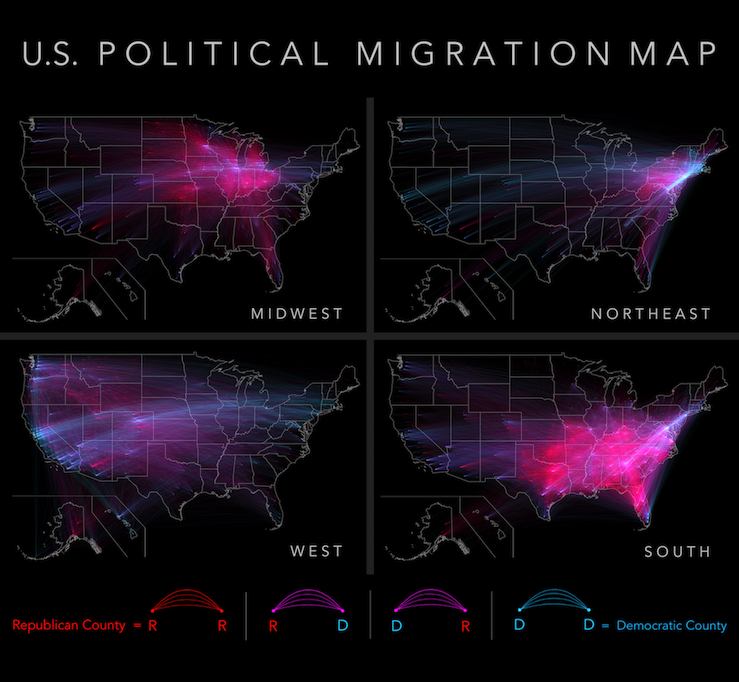 U.S. POLITICAL MIGRATION MAP
MIDWEST
NORTHEAST
WEST
SOUTH
Republican County = R R R D D R D D = Democratic County